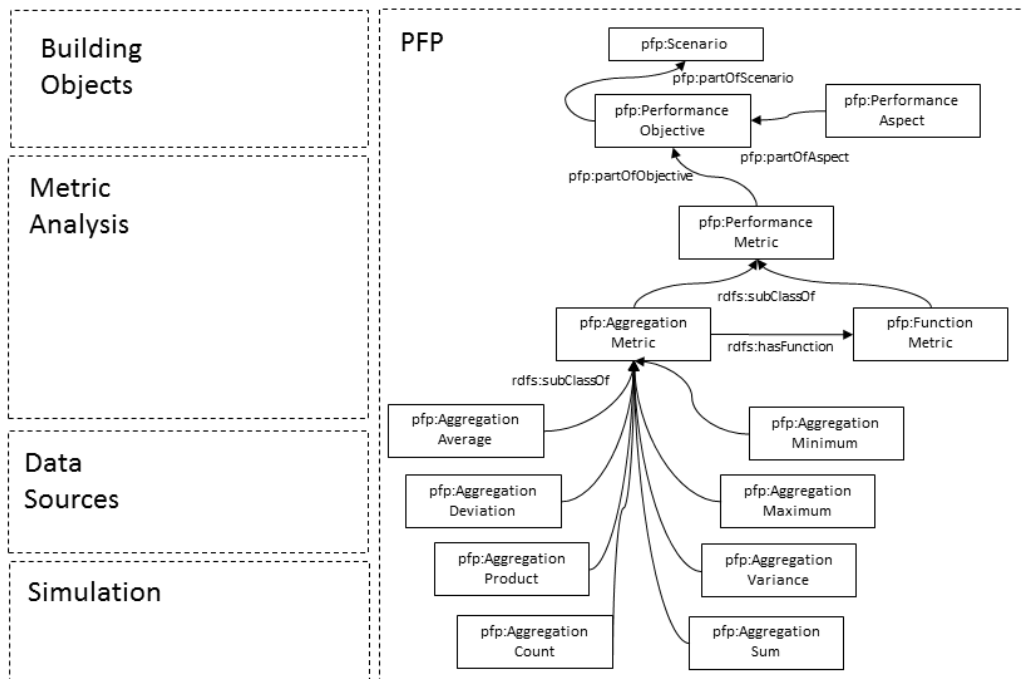 Building
Objects
Metric
Analysis
Data
Sources
Simulation
PFP
pfp:Scenario
pfp:partOfScenario
pfp:Performance
Objective
pfp:Performance
Aspect
pfp:partOfAspect
pfp:partOfObjective
pfp:Performance
Metric
rdfs:subClassOf
pfp:Aggregation
Metric
rdfs:hasFunction
pfp:Function
Metric
rdfs:subClassOf
pfp:Aggregation
Average
pfp:Aggregation
Minimum
pfp:Aggregation
Deviation
pfp:Aggregation
Maximum
pfp:Aggregation
Product
pfp:Aggregation
Variance
pfp:Aggregation
Count
pfp:Aggregation
Sum